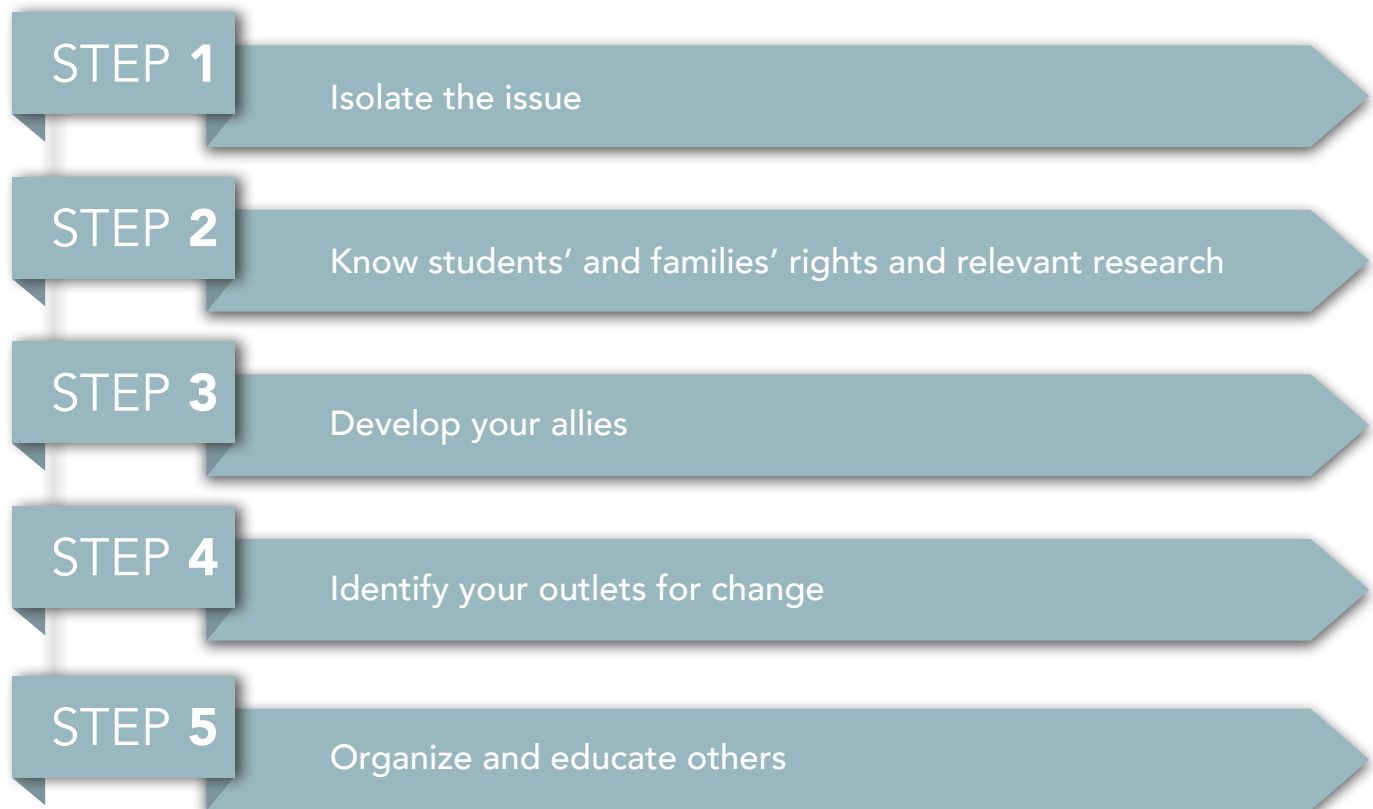 STEP 1
Isolate the issue
STEP 2
Know students’ and families’ rights and relevant research
STEP 3
Develop your allies
STEP 4
Identify your outlets for change
STEP 5
Organize and educate others